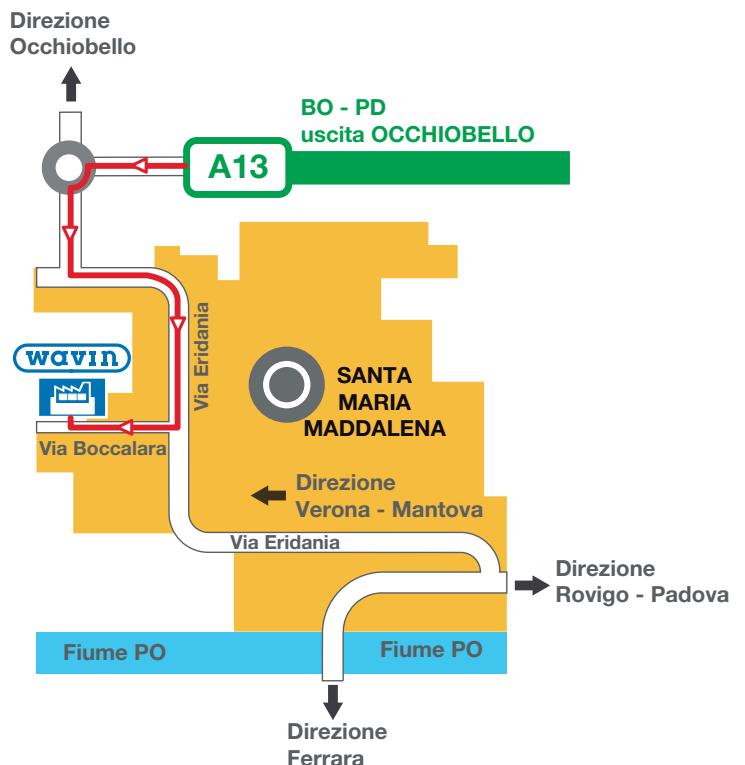 Direzione
Occhiobello
BO - PD
uscita OCCHIOBELLO
A13
Via Eridania
wavin
SANTA
MARIA
MADDALENA
Via Boccalara
Direzione
Verona - Mantova
Via Eridania
Direzione
Rovigo - Padova
Fiume PO
Fiume PO
Direzione
Ferrara